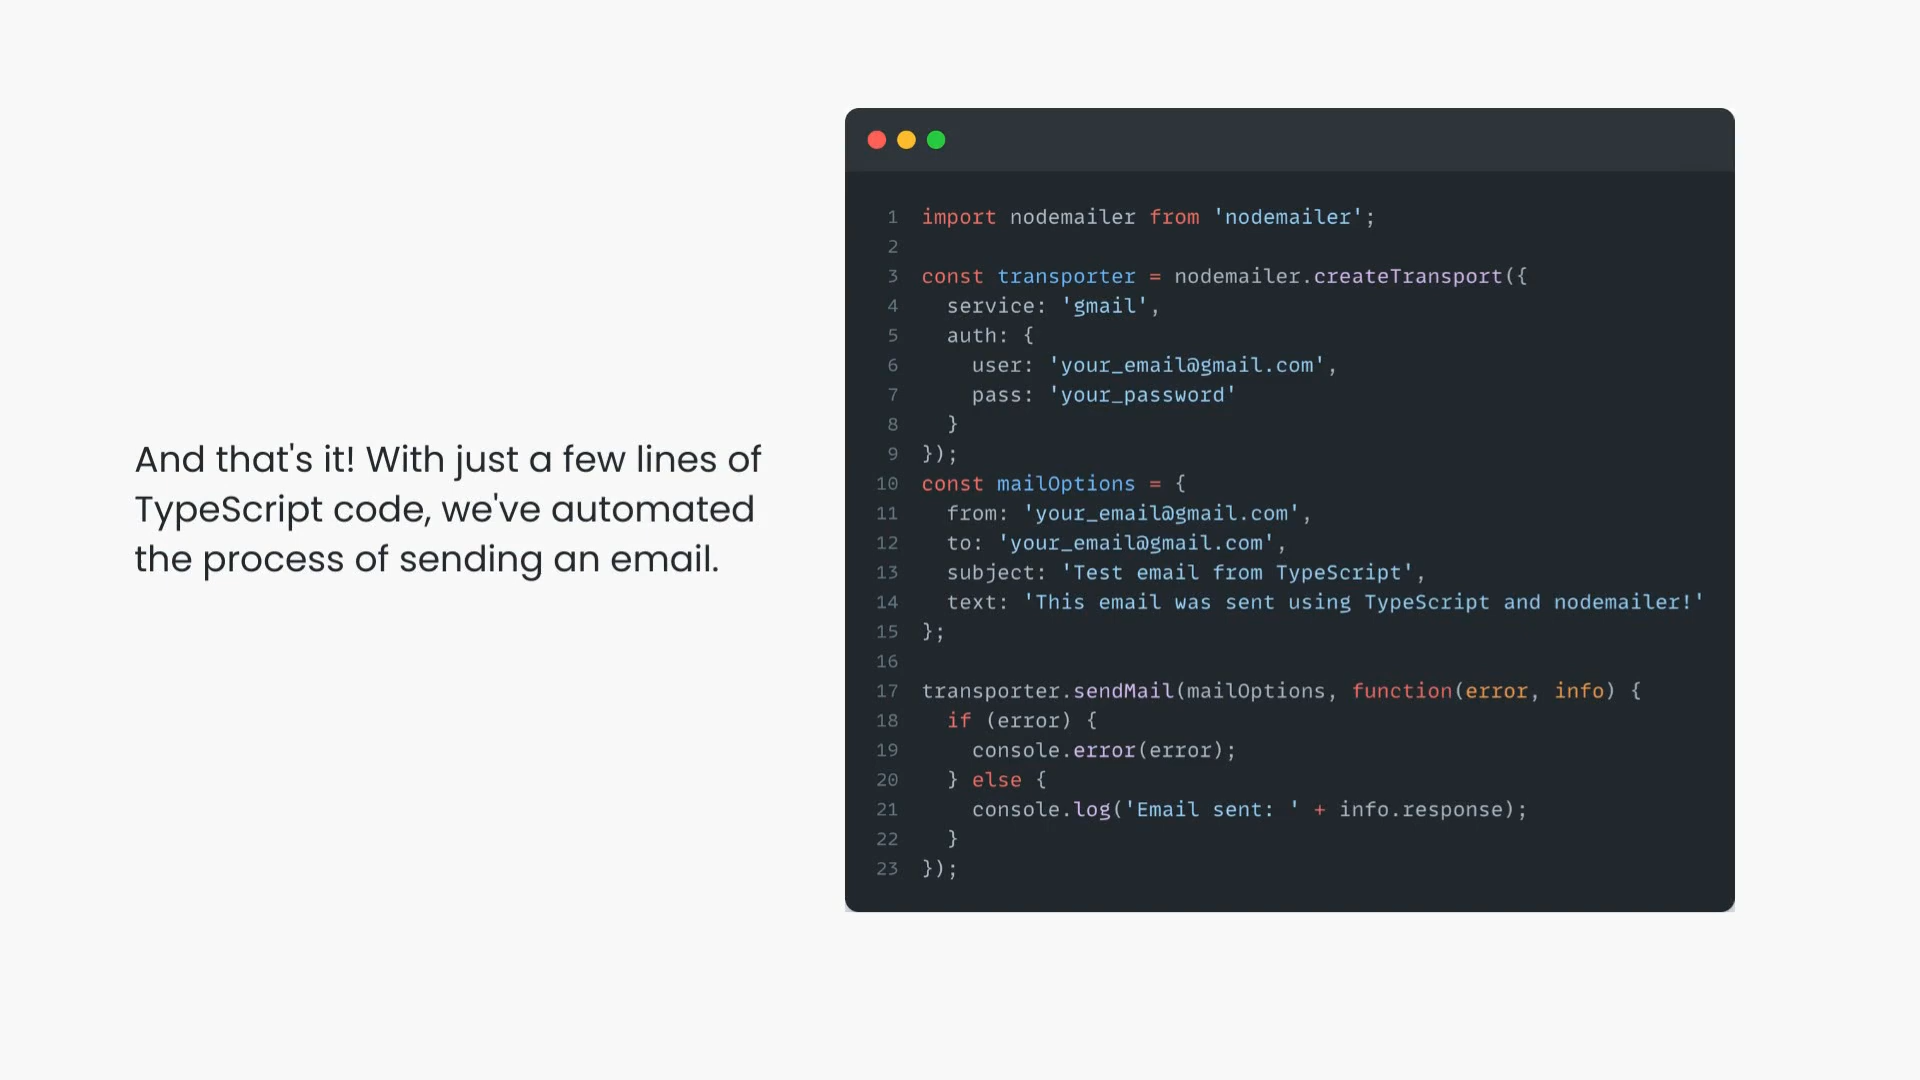 And that's it! With just a few lines of
TypeScript code, we've automated
the process of sending an email.
1 import nodemailer from 'nodemailer';
2
3 const transporter = nodemailer.createTransport({
4   service: 'gmail',
5   auth: {
6     user: 'your_email@gmail.com',
7     pass: 'your_password'
8   }
9 });
10 const mailOptions = {
11   from: 'your_email@gmail.com',
12   to: 'your_email@gmail.com',
13   subject: 'Test email from TypeScript',
14   text: 'This email was sent using TypeScript and nodemailer!'
15 };
16
17 transporter.sendMail(mailOptions, function(error, info) {
18   if (error) {
19     console.error(error);
20   } else {
21     console.log('Email sent: ' + info.response);
22   }
23 });